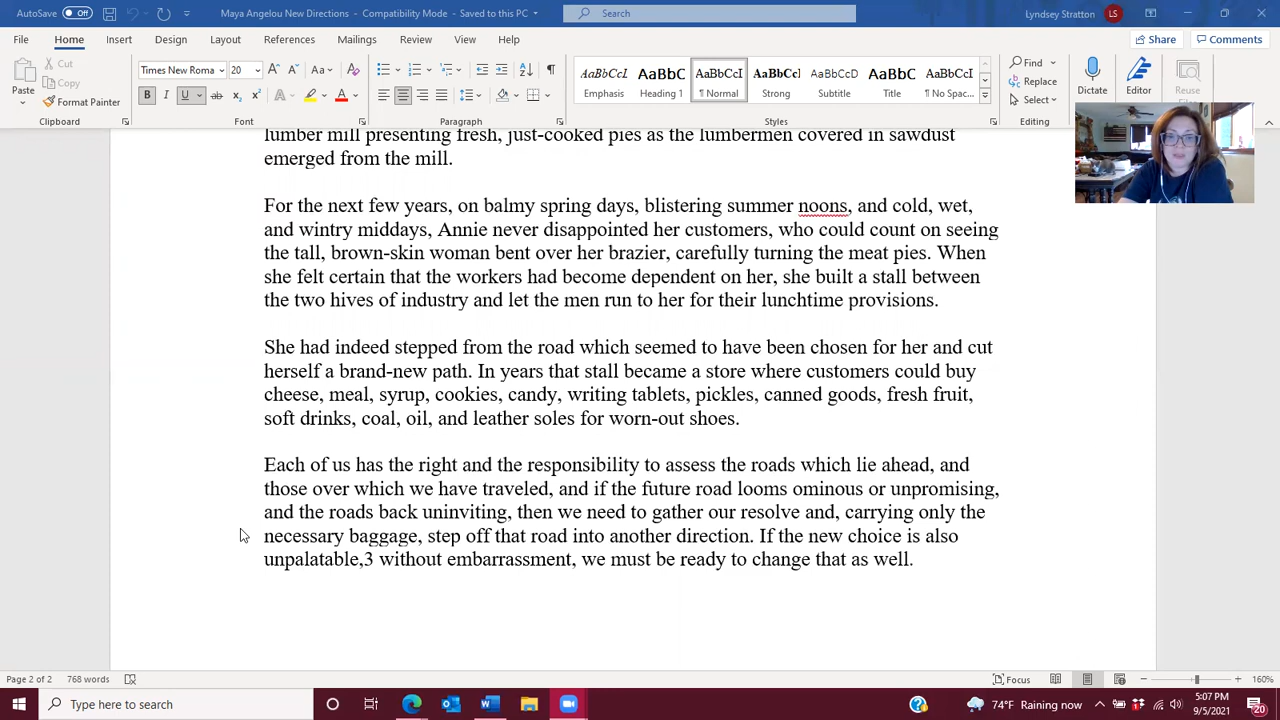 AutoSave Off Maya Angelou New Directions - Compatibility Mode - Saved to this PC Search Lyndsey Stratton LS
File Home Insert Design Layout References Mailings Review View Help Share Comments
Paste Cut Copy Format Painter
Times New Roma 20 Aa
B I U ab x2 x2 A A
AaBbCcI Emphasis
AaBbC Heading 1
AaBbCcI ¶ Normal
AaBbCcI Strong
AaBbCcD Subtitle
AaBbC Title
AaBbCcI ¶ No Spac...
Find
Replace
Select
Dictate
Editor
Reuse Files
Clipboard Font Paragraph Styles Editing
lumber mill presenting fresh, just-cooked pies as the lumbermen covered in sawdust
emerged from the mill.
For the next few years, on balmy spring days, blistering summer noons, and cold, wet,
and wintry middays, Annie never disappointed her customers, who could count on seeing
the tall, brown-skin woman bent over her brazier, carefully turning the meat pies. When
she felt certain that the workers had become dependent on her, she built a stall between
the two hives of industry and let the men run to her for their lunchtime provisions.
She had indeed stepped from the road which seemed to have been chosen for her and cut
herself a brand-new path. In years that stall became a store where customers could buy
cheese, meal, syrup, cookies, candy, writing tablets, pickles, canned goods, fresh fruit,
soft drinks, coal, oil, and leather soles for worn-out shoes.
Each of us has the right and the responsibility to assess the roads which lie ahead, and
those over which we have traveled, and if the future road looms ominous or unpromising,
and the roads back uninviting, then we need to gather our resolve and, carrying only the
necessary baggage, step off that road into another direction. If the new choice is also
unpalatable,3 without embarrassment, we must be ready to change that as well.
Page 2 of 2 768 words Focus 160%
Type here to search 74°F Raining now 5:07 PM
9/5/2021 20